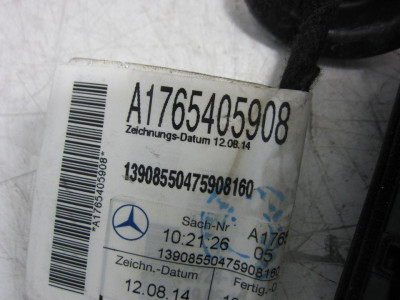 A1765405908
Zeichnungs-Datum 12.08.14
13908550475908160
*A1765405908*
Sach-Nr
10:21:26
05
13908550475908160
Zeichn.-Datum
Fertig.-D
12.08.14